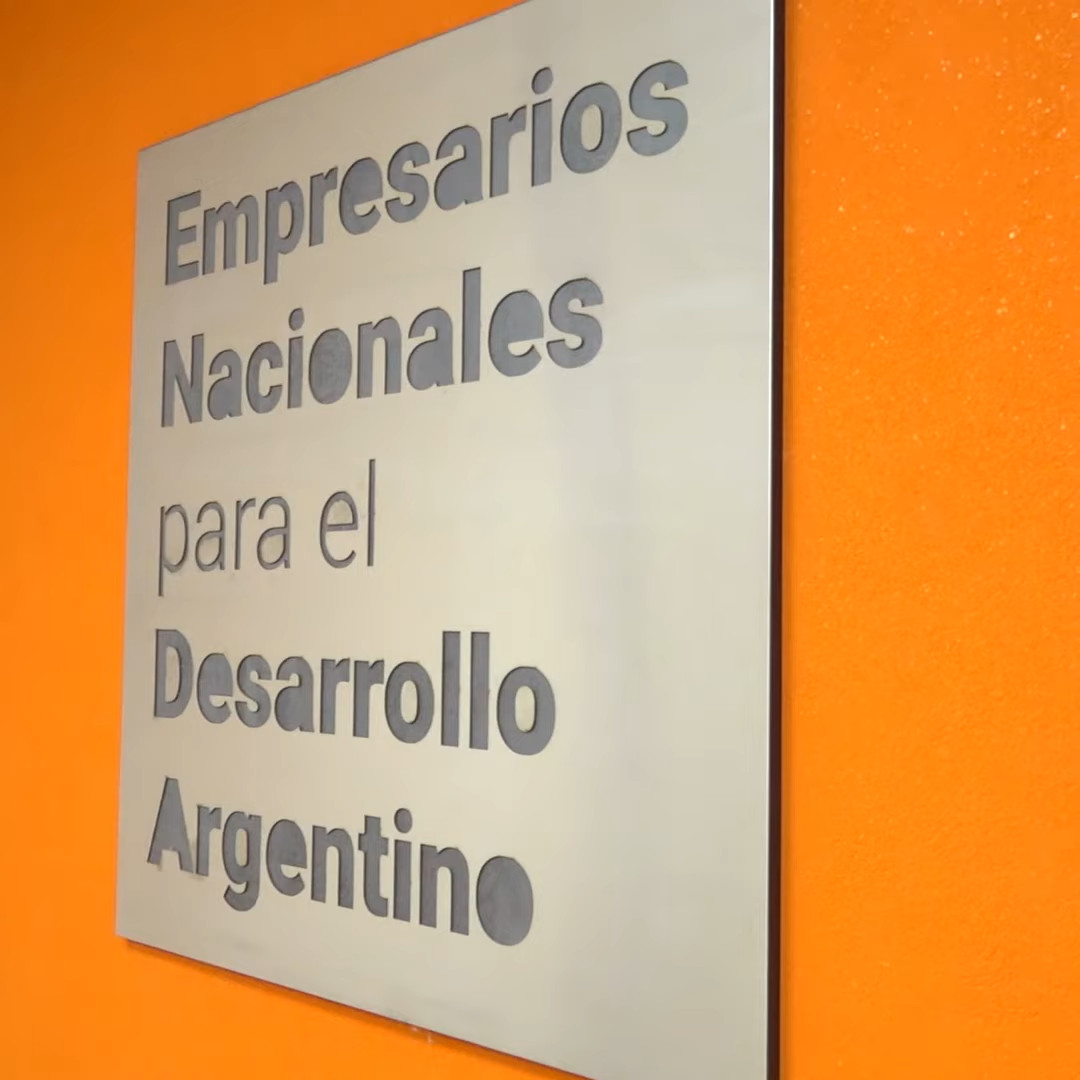 Empresarios
Nacionales
para el
Desarrollo
Argentino